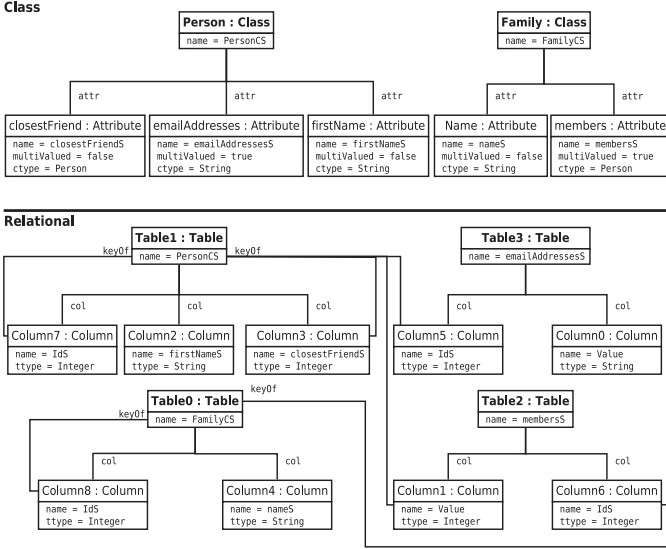 Class
Person : Class
name = PersonCS
Family : Class
name = FamilyCS
attr
attr
attr
attr
attr
closestFriend : Attribute
name = closestFriendS
multiValued = false
ctype = Person
emailAddresses : Attribute
name = emailAddressesS
multiValued = true
ctype = String
firstName : Attribute
name = firstNameS
multiValued = false
ctype = String
Name : Attribute
name = nameS
multiValued = false
ctype = String
members : Attribute
name = membersS
multiValued = true
ctype = Person
Relational
Table1 : Table
name = PersonCS
keyOf
keyOf
Table3 : Table
name = emailAddressesS
col
col
col
col
col
Column7 : Column
name = IdS
ttype = Integer
Column2 : Column
name = firstNameS
ttype = String
Column3 : Column
name = closestFriendS
ttype = Integer
Column5 : Column
name = IdS
ttype = Integer
Column0 : Column
name = Value
ttype = String
Table0 : Table
name = FamilyCS
keyOf
keyOf
Table2 : Table
name = membersS
col
col
col
col
Column8 : Column
name = IdS
ttype = Integer
Column4 : Column
name = nameS
ttype = String
Column1 : Column
name = Value
ttype = Integer
Column6 : Column
name = IdS
ttype = Integer